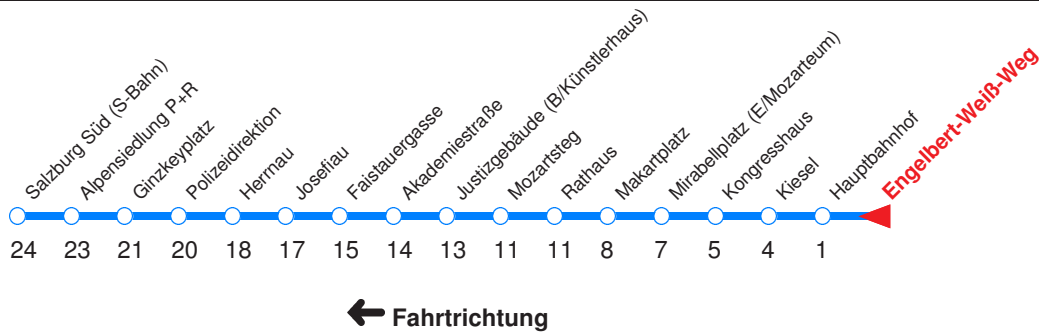 Salzburg Süd (S-Bahn)
Alpensiedlung P+R
Ginzkeyplatz
Polizeidirektion
Herrnau
Josefiau
Faistauergasse
Akademiestraße
Justizgebäude (B/Künstlerhaus)
Mozartsteg
Rathaus
Makartplatz
Mirabellplatz (E/Mozarteum)
Kongresshaus
Kiesel
Hauptbahnhof
Engelbert-Weiß-Weg
24 23 21 20 18 17 15 14 13 11 11 8 7 5 4 1
Fahrtrichtung